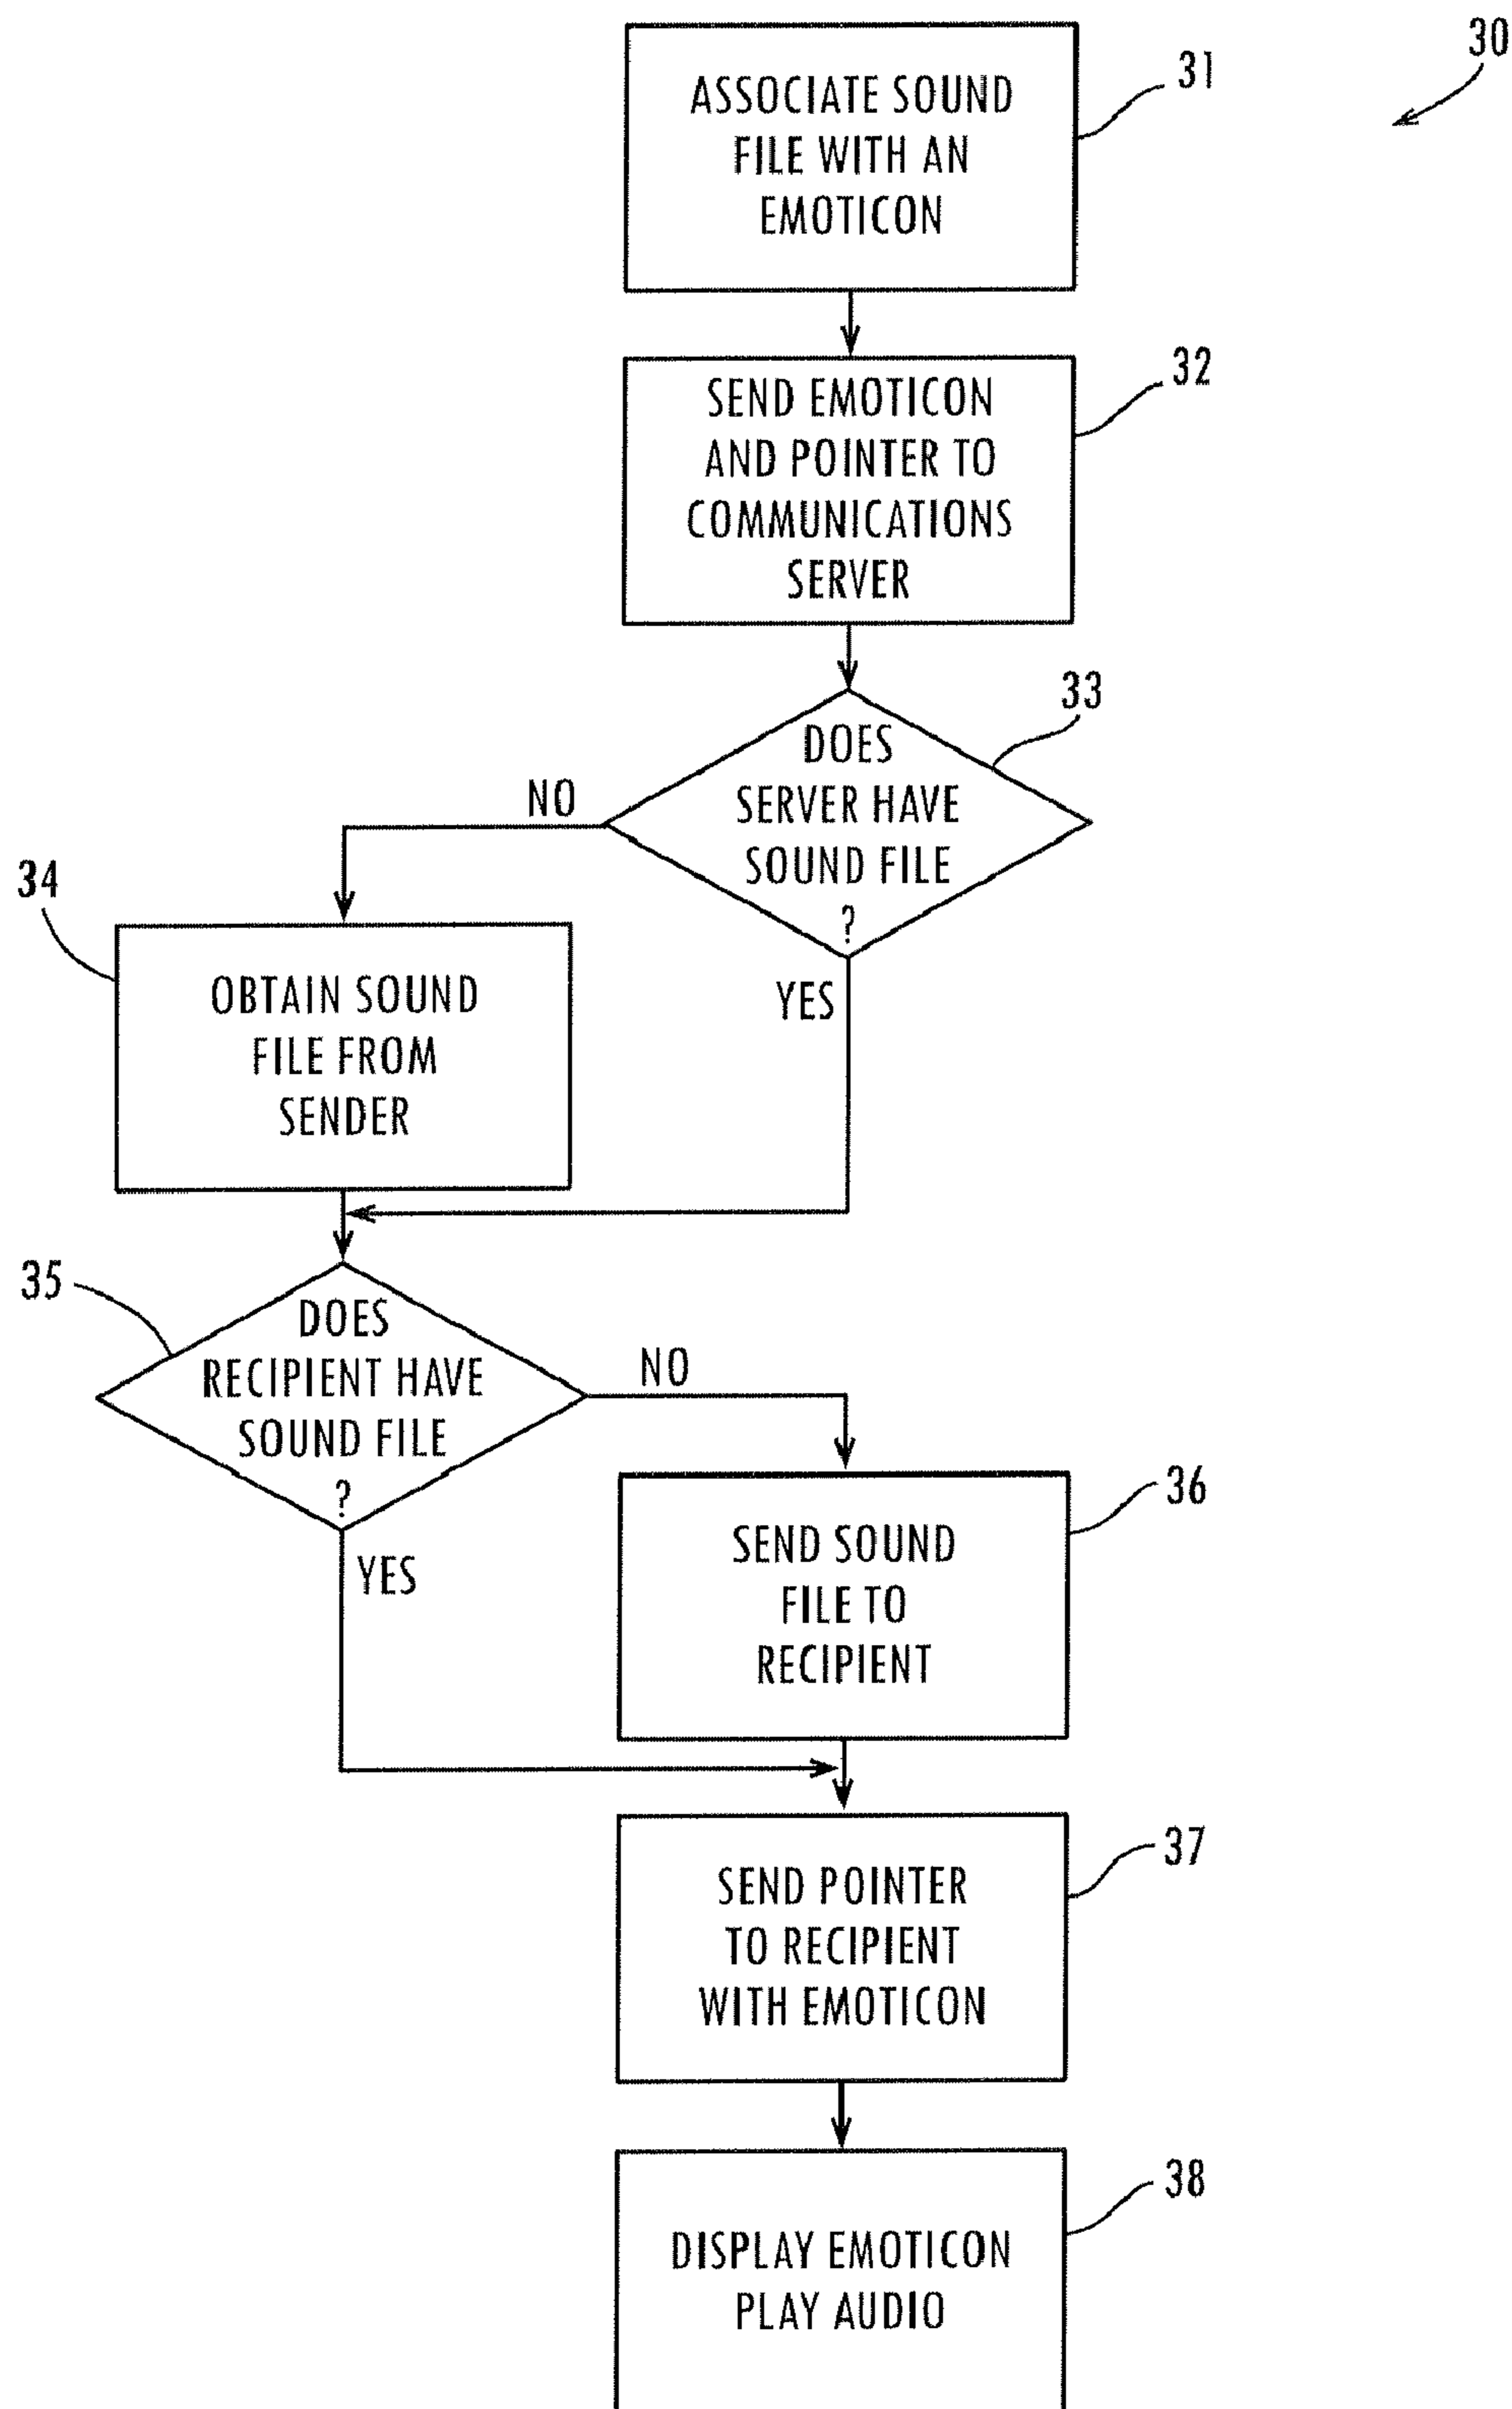 30
31
ASSOCIATE SOUND
FILE WITH AN
EMOTICON
32
SEND EMOTICON
AND POINTER TO
COMMUNICATIONS
SERVER
33
DOES
SERVER HAVE
SOUND FILE
?
NO
YES
34
OBTAIN SOUND
FILE FROM
SENDER
35
DOES
RECIPIENT HAVE
SOUND FILE
?
NO
YES
36
SEND SOUND
FILE TO
RECIPIENT
37
SEND POINTER
TO RECIPIENT
WITH EMOTICON
38
DISPLAY EMOTICON
PLAY AUDIO